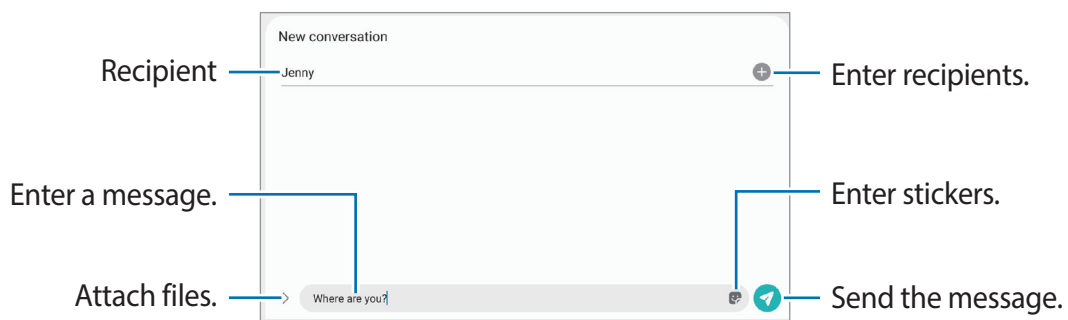 New conversation
Recipient
Jenny
Enter recipients.
Enter a message.
Enter stickers.
Attach files.
Where are you?
Send the message.